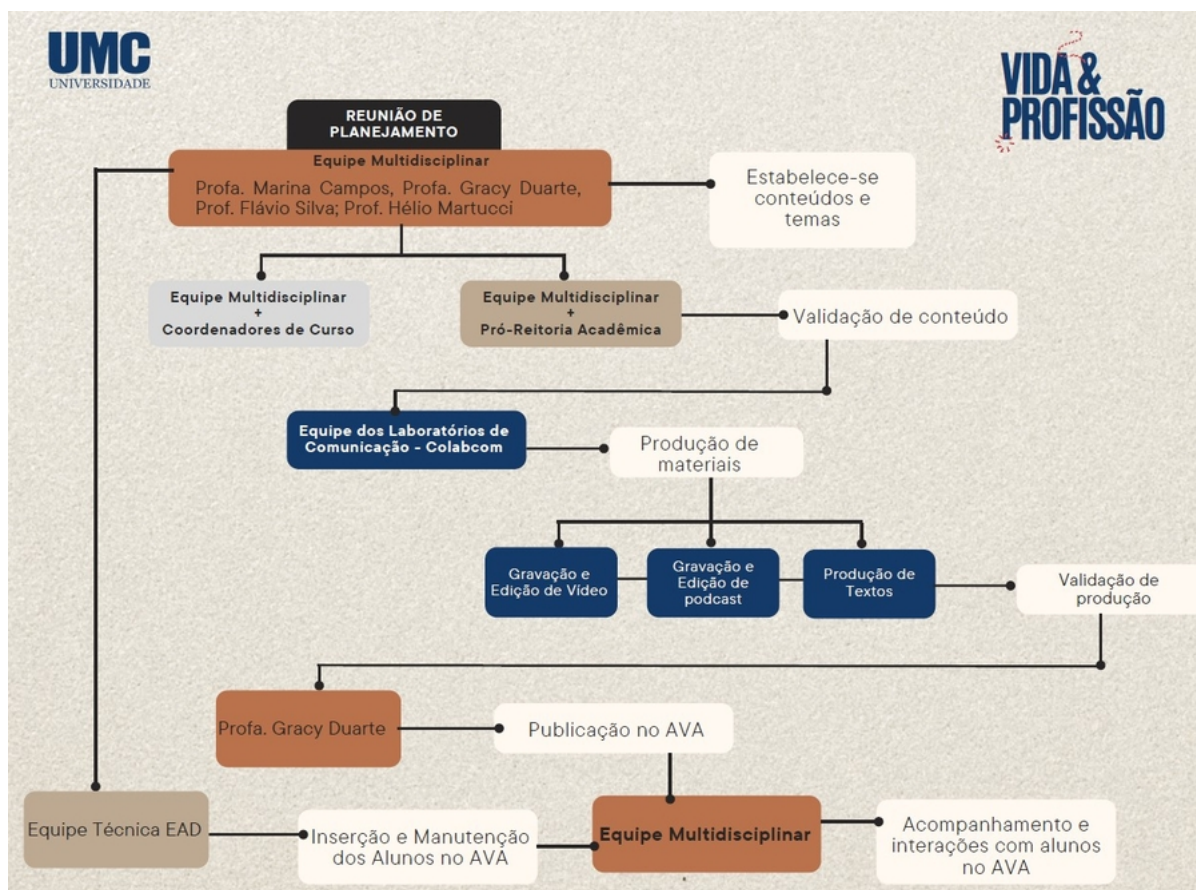 UMC
UNIVERSIDADE
VIDA &
PROFISSÃO
REUNIÃO DE
PLANEJAMENTO
Equipe Multidisciplinar
Profa. Marina Campos, Profa. Gracy Duarte,
Prof. Flávio Silva; Prof. Hélio Martucci
Estabelece-se
conteúdos e
temas
Equipe Multidisciplinar
+
Coordenadores de Curso
Equipe Multidisciplinar
+
Pró-Reitoria Acadêmica
Validação de conteúdo
Equipe dos Laboratórios de
Comunicação - Colabcom
Produção de
materiais
Gravação e
Edição de Vídeo
Gravação e
Edição de
podcast
Produção de
Textos
Validação de
produção
Profa. Gracy Duarte
Publicação no AVA
Equipe Técnica EAD
Inserção e Manutenção
dos Alunos no AVA
Equipe Multidisciplinar
Acompanhamento e
interações com alunos
no AVA